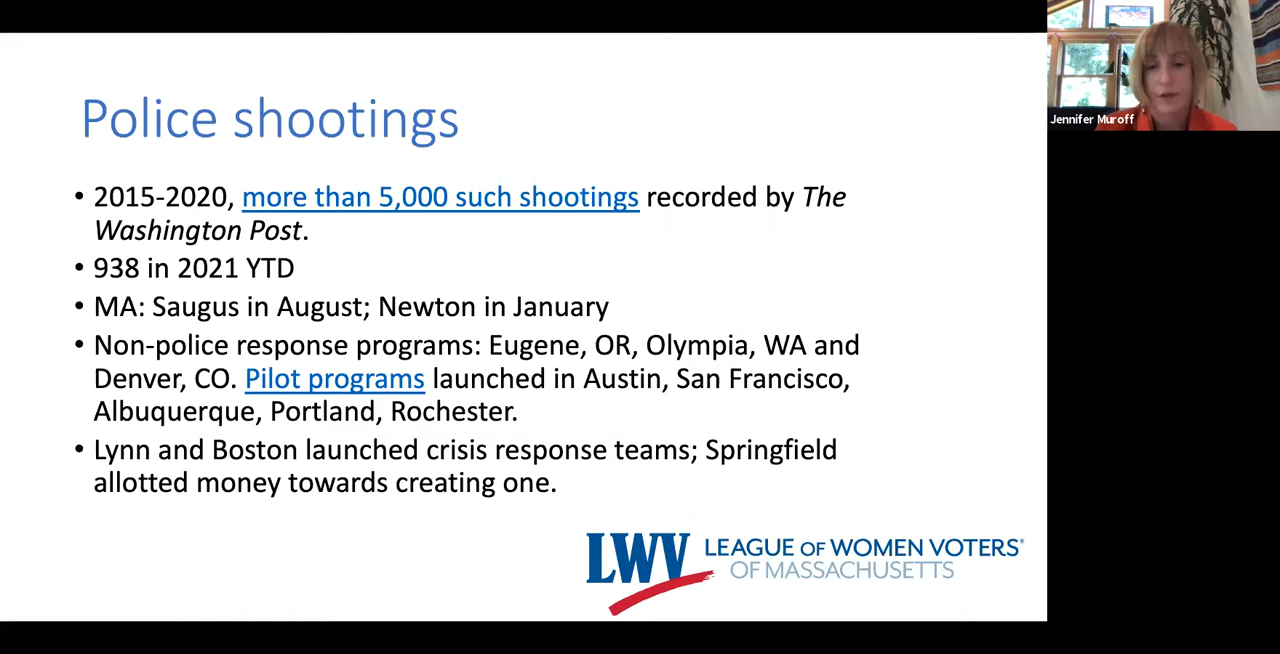 Police shootings
• 2015-2020, more than 5,000 such shootings recorded by The
Washington Post.
• 938 in 2021 YTD
• MA: Saugus in August; Newton in January
• Non-police response programs: Eugene, OR, Olympia, WA and
Denver, CO. Pilot programs launched in Austin, San Francisco,
Albuquerque, Portland, Rochester.
• Lynn and Boston launched crisis response teams; Springfield
allotted money towards creating one.
LWV LEAGUE OF WOMEN VOTERS®
OF MASSACHUSETTS
Jennifer Muroff